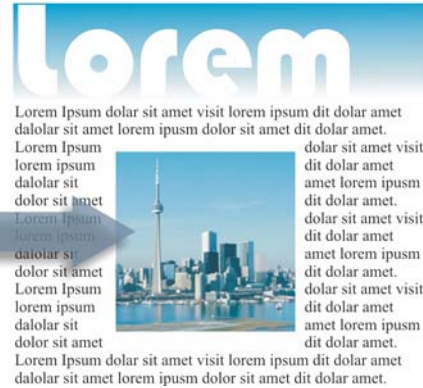 Lorem
Lorem Ipsum dolar sit amet visit lorem ipsum dit dolar amet
dalolar sit amet lorem ipusm dolor sit amet dit dolar amet.
Lorem Ipsum
lorem ipsum
dalolar sit
dolor sit amet
Lorem Ipsum
lorem ipsum
dalolar sit
dolor sit amet
Lorem Ipsum
lorem ipsum
dalolar sit
dolor sit amet
dolar sit amet visit
dit dolar amet
amet lorem ipusm
dit dolar amet.
dolar sit amet visit
dit dolar amet
amet lorem ipusm
dit dolar amet.
dolar sit amet visit
dit dolar amet
amet lorem ipusm
dit dolar amet.
Lorem Ipsum dolar sit amet visit lorem ipsum dit dolar amet
dalolar sit amet lorem ipusm dolor sit amet dit dolar amet.